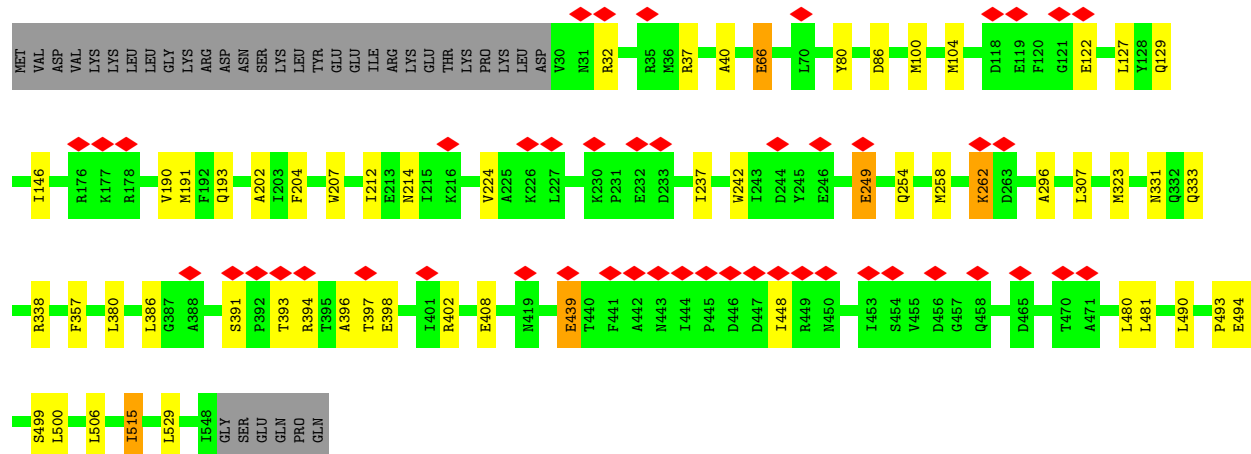 MET VAL ASP VAL LYS LYS LEU LEU GLY LYS ARG ASP ASN SER LYS LEU TYR GLU GLU ILE ARG LYS GLU THR LYS PRO LYS LEU ASP V30 N31 R32 R35 M36 R37 A40 E66 L70 Y80 D86 M100 M104 D118 E119 F120 G121 E122 L127 Y128 Q129
I146 R176 K177 R178 V190 M191 F192 Q193 A202 I203 F204 W207 I212 E213 N214 I215 K216 V224 A225 K226 L227 K230 P231 E232 D233 I237 W242 I243 D244 Y245 E246 E249 Q254 M258 K262 D263 A296 L307 M323 N331 Q332 Q333
R338 F357 L380 L386 G387 A388 S391 P392 T393 R394 T395 A396 T397 E398 I401 R402 E408 N419 E439 T440 F441 A442 N443 I444 P445 D446 D447 I448 R449 N450 I453 S454 V455 D456 G457 Q458 D465 T470 A471 L480 L481 L490 P493 E494
S499 L500 L506 I515 L529 I548 GLY SER GLU GLN PRO GLN